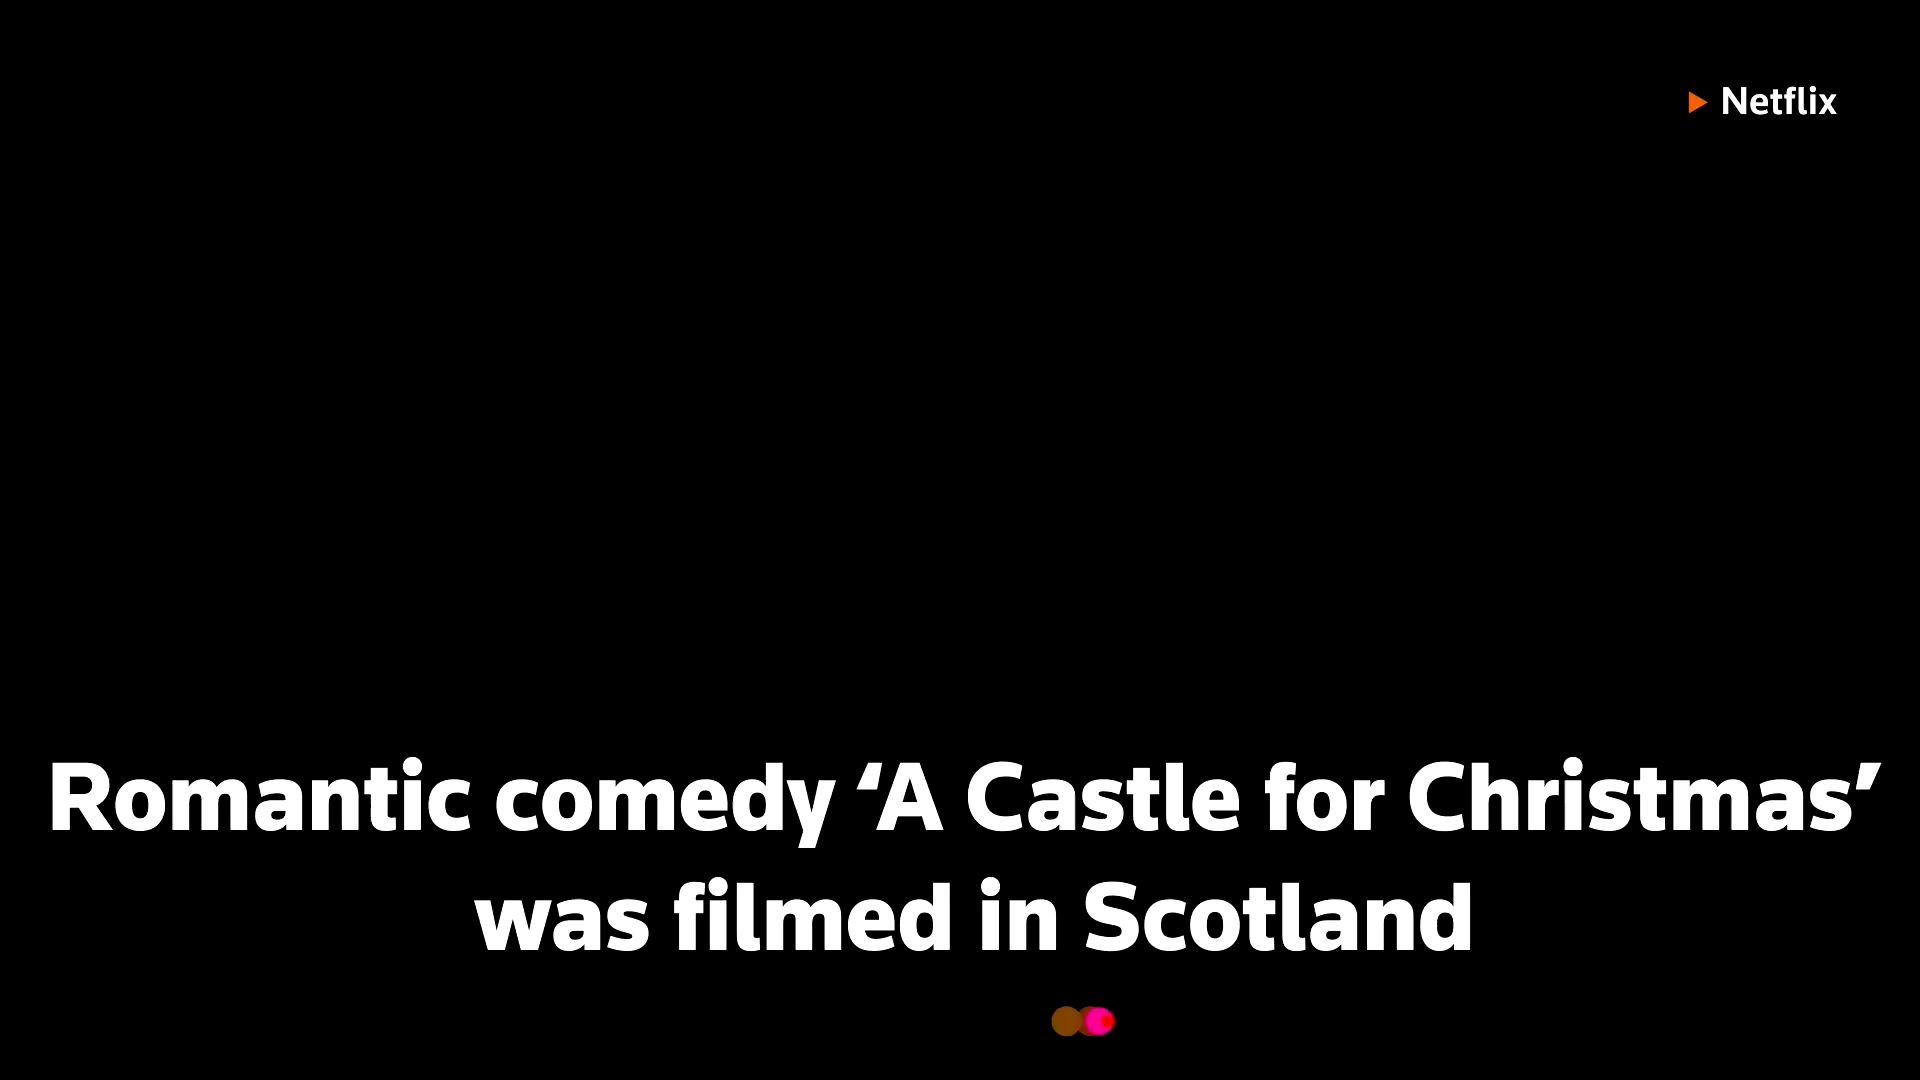 Netflix
Romantic comedy ‘A Castle for Christmas’
was filmed in Scotland